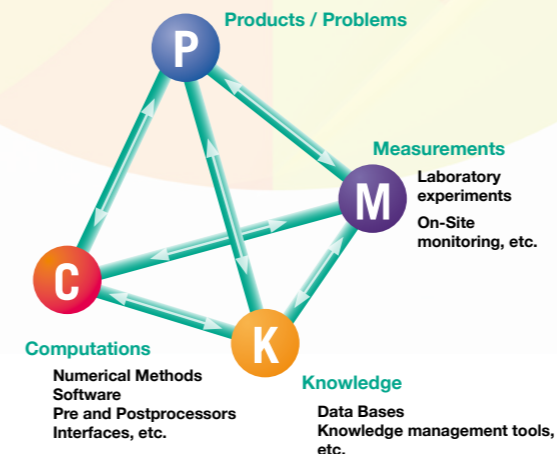 Products / Problems
P
Measurements
Laboratory
experiments
On-Site
monitoring, etc.
M
C
K
Computations
Numerical Methods
Software
Pre and Postprocessors
Interfaces, etc.
Knowledge
Data Bases
Knowledge management tools,
etc.